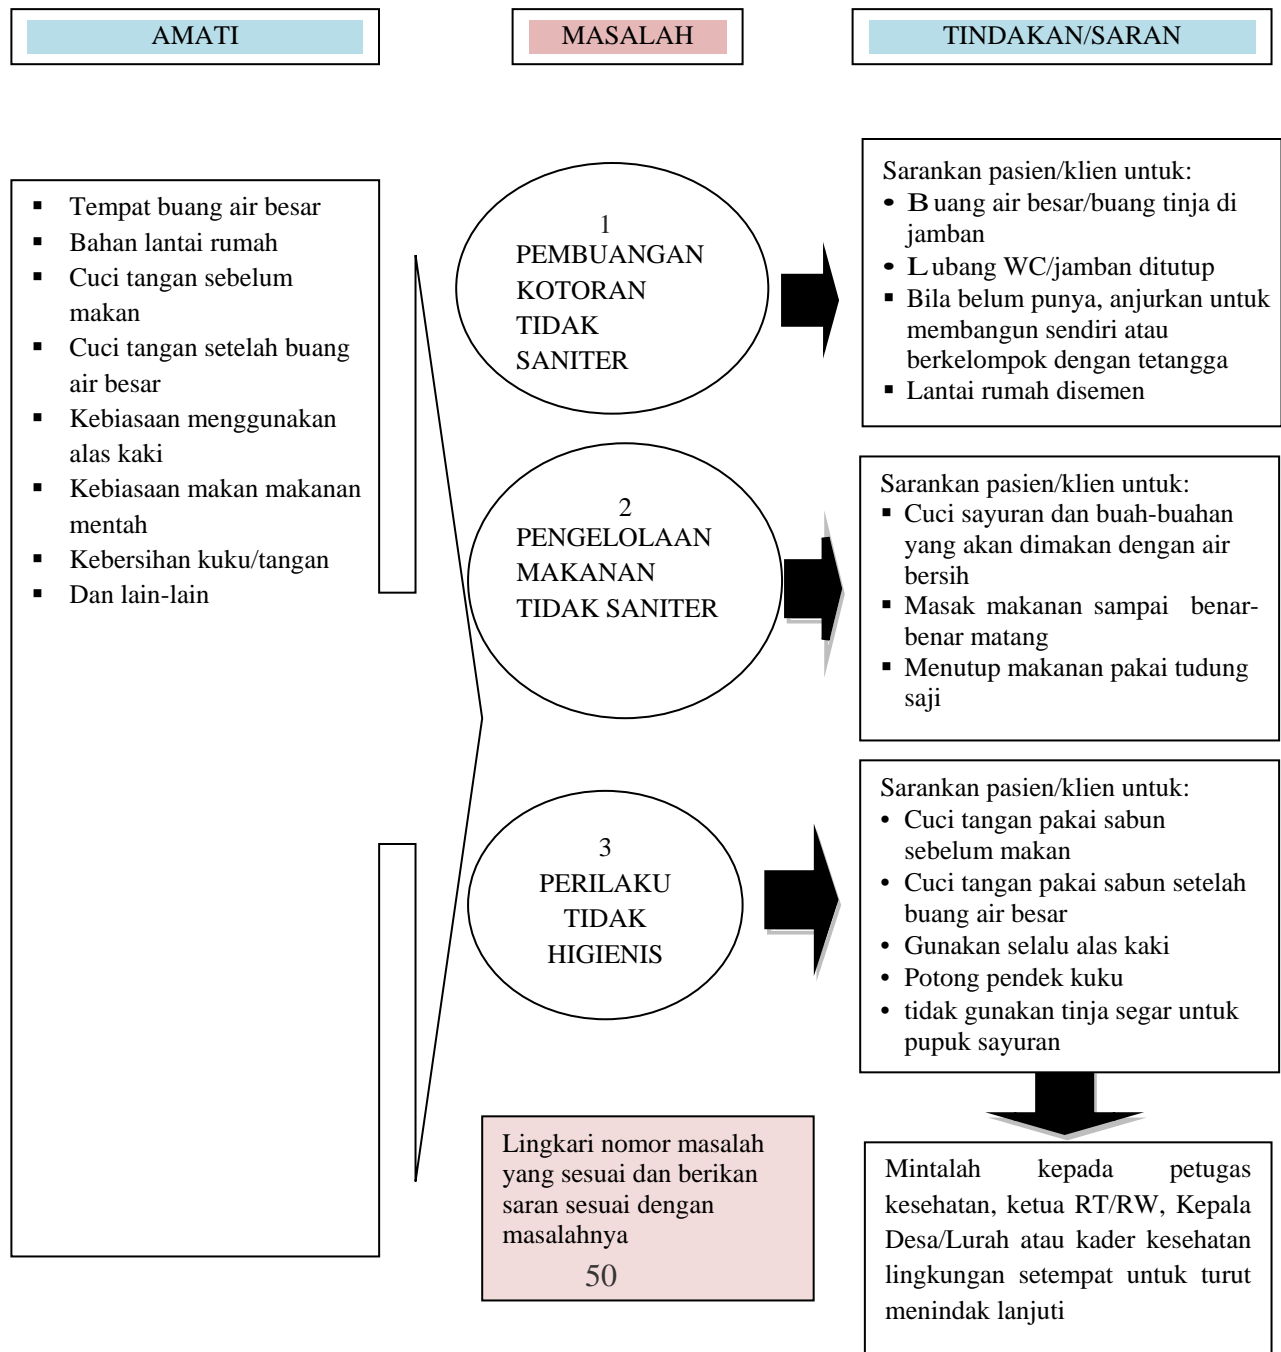 AMATI
MASALAH
TINDAKAN/SARAN
▪ Tempat buang air besar
▪ Bahan lantai rumah
▪ Cuci tangan sebelum
makan
▪ Cuci tangan setelah buang
air besar
▪ Kebiasaan menggunakan
alas kaki
▪ Kebiasaan makan makanan
mentah
▪ Kebersihan kuku/tangan
▪ Dan lain-lain
1
PEMBUANGAN
KOTORAN
TIDAK
SANITER
Sarankan pasien/klien untuk:
• B uang air besar/buang tinja di
jamban
• L ubang WC/jamban ditutup
▪ Bila belum punya, anjurkan untuk
membangun sendiri atau
berkelompok dengan tetangga
▪ Lantai rumah disemen
2
PENGELOLAAN
MAKANAN
TIDAK SANITER
Sarankan pasien/klien untuk:
▪ Cuci sayuran dan buah-buahan
yang akan dimakan dengan air
bersih
▪ Masak makanan sampai benar-
benar matang
▪ Menutup makanan pakai tudung
saji
3
PERILAKU
TIDAK
HIGIENIS
Sarankan pasien/klien untuk:
• Cuci tangan pakai sabun
sebelum makan
• Cuci tangan pakai sabun setelah
buang air besar
• Gunakan selalu alas kaki
• Potong pendek kuku
• tidak gunakan tinja segar untuk
pupuk sayuran
Lingkari nomor masalah
yang sesuai dan berikan
saran sesuai dengan
masalahnya
50
Mintalah kepada petugas
kesehatan, ketua RT/RW, Kepala
Desa/Lurah atau kader kesehatan
lingkungan setempat untuk turut
menindak lanjuti